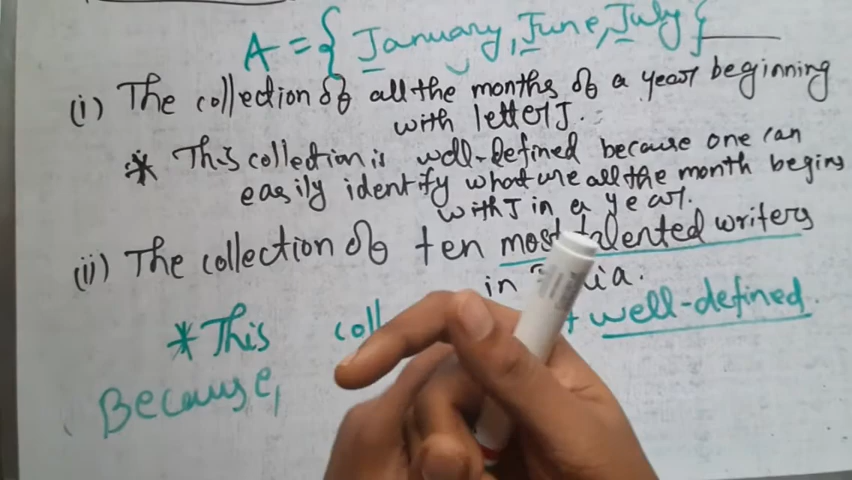 A = { January, June, July }
(i) The collection of all the months of a year beginning
with letter J.
* This collection is well-defined because one can
easily identify what are all the month begins
with J in a year.
(ii) The collection of ten most talented writers
in
* This well-defined.
Because,